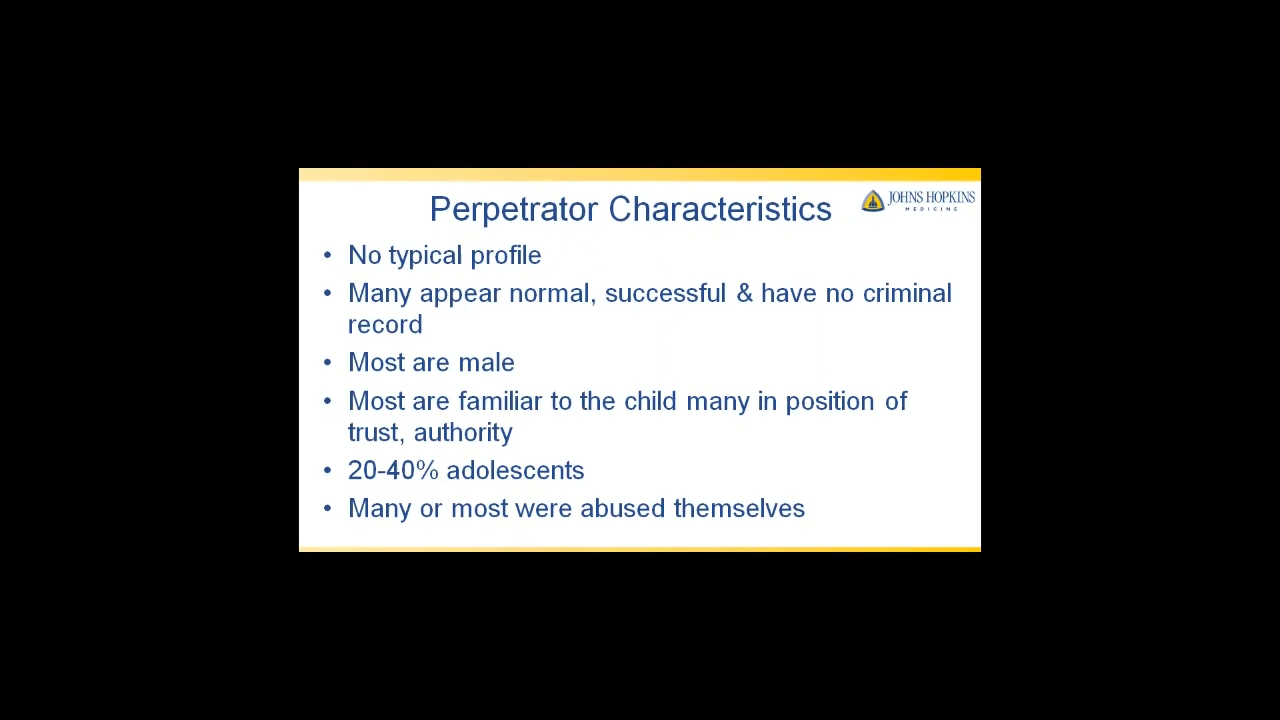 Perpetrator Characteristics
JOHNS HOPKINS
MEDICINE
• No typical profile
• Many appear normal, successful & have no criminal
record
• Most are male
• Most are familiar to the child many in position of
trust, authority
• 20-40% adolescents
• Many or most were abused themselves